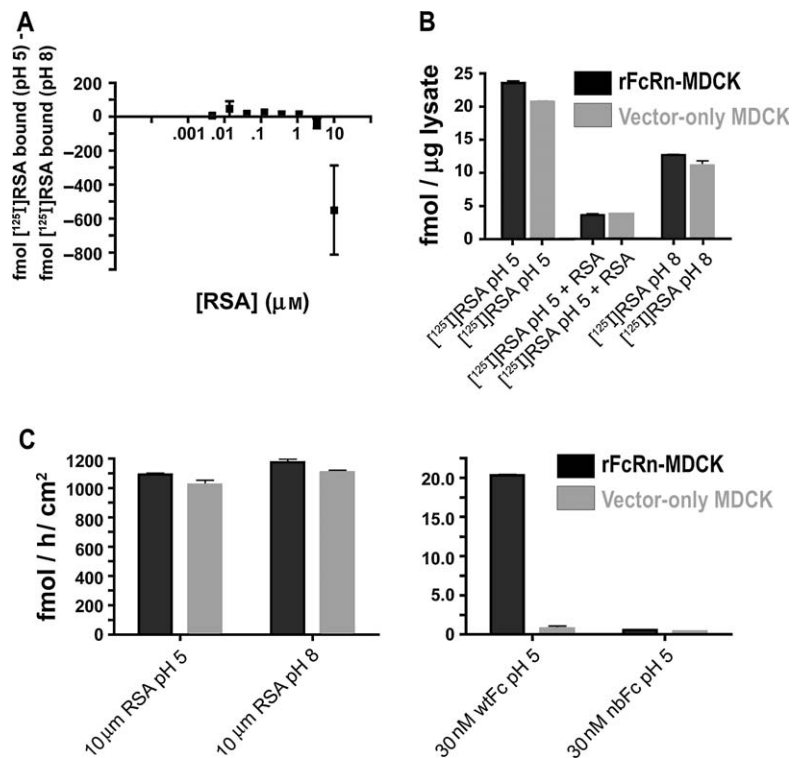 A
fmol [¹²⁵I]RSA bound (pH 5) -
fmol [¹²⁵I]RSA bound (pH 8)
200
0
–200
–400
–600
–800
.001 .01 .1 1 10
[RSA] (µM)
B
fmol / µg lysate
25
20
15
10
5
0
rFcRn-MDCK
Vector-only MDCK
[¹²⁵I]RSA pH 5
[¹²⁵I]RSA pH 5
[¹²⁵I]RSA pH 5 + RSA
[¹²⁵I]RSA pH 5 + RSA
[¹²⁵I]RSA pH 8
[¹²⁵I]RSA pH 8
C
fmol / h / cm²
1200
1000
1200
1000
800
600
400
200
0
10 µm RSA pH 5
10 µm RSA pH 8
20.0
15.0
10.0
5.0
5.0
0
rFcRn-MDCK
Vector-only MDCK
30 nM wtFc pH 5
30 nM nbFc pH 5